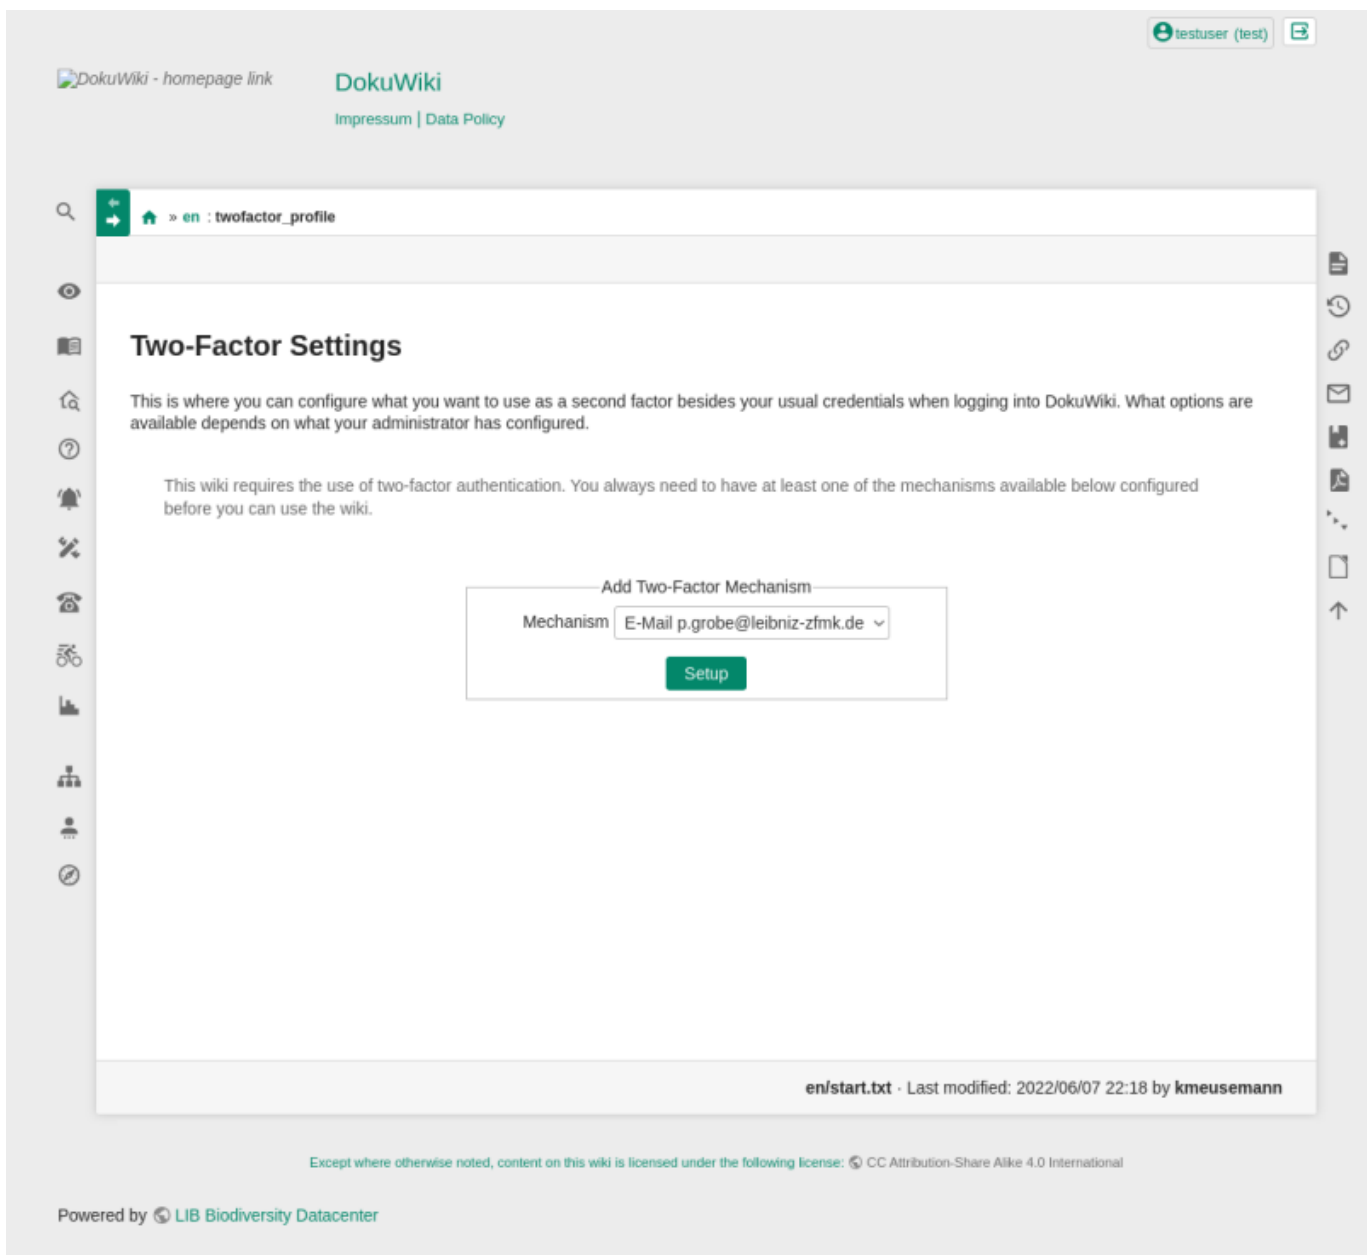 testuser (test)
DokuWiki - homepage link
DokuWiki
Impressum | Data Policy
» en : twofactor_profile
Two-Factor Settings
This is where you can configure what you want to use as a second factor besides your usual credentials when logging into DokuWiki. What options are
available depends on what your administrator has configured.
This wiki requires the use of two-factor authentication. You always need to have at least one of the mechanisms available below configured
before you can use the wiki.
Add Two-Factor Mechanism
Mechanism E-Mail p.grobe@leibniz-zfmk.de
Setup
en/start.txt · Last modified: 2022/06/07 22:18 by kmeusemann
Except where otherwise noted, content on this wiki is licensed under the following license: CC Attribution-Share Alike 4.0 International
Powered by LIB Biodiversity Datacenter